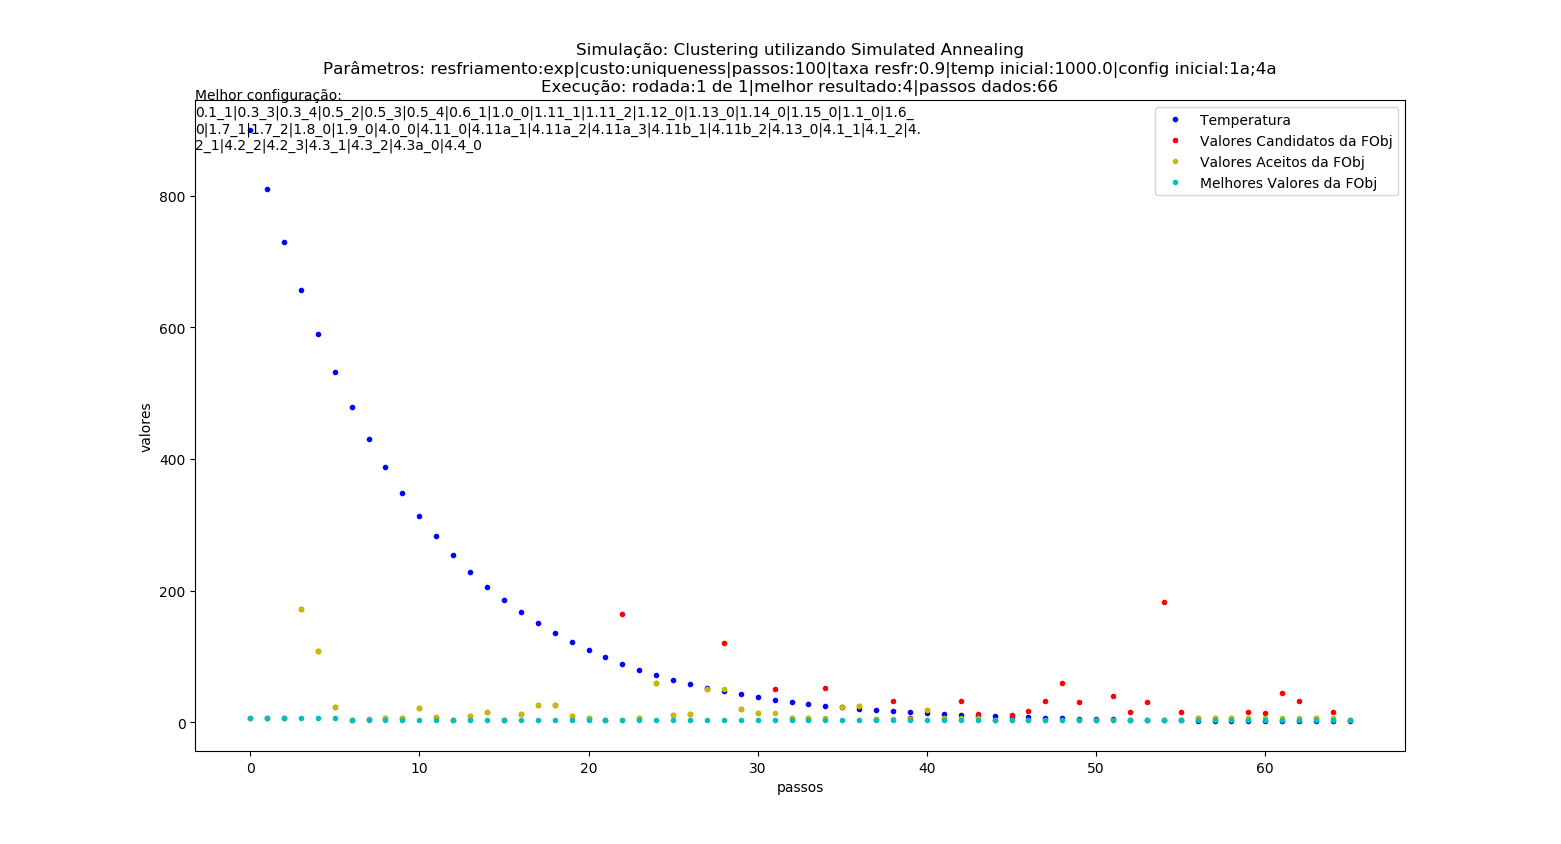 Simulação: Clustering utilizando Simulated Annealing
Parâmetros: resfriamento:exp|custo:uniqueness|passos:100|taxa resfr:0.9|temp inicial:1000.0|config inicial:1a;4a
Execução: rodada:1 de 1|melhor resultado:4|passos dados:66
Melhor configuração:
0.1_1|0.3_3|0.3_4|0.5_2|0.5_3|0.5_4|0.6_1|1.0_0|1.11_1|1.11_2|1.12_0|1.13_0|1.14_0|1.15_0|1.1_0|1.6_
0|1.7_1|1.7_2|1.8_0|1.9_0|4.0_0|4.11_0|4.11a_1|4.11a_2|4.11a_3|4.11b_1|4.11b_2|4.13_0|4.1_1|4.1_2|4.
2_1|4.2_2|4.2_3|4.3_1|4.3_2|4.3a_0|4.4_0
Temperatura
Valores Candidatos da FObj
Valores Aceitos da FObj
Melhores Valores da FObj
800
600
400
200
0
valores
0 10 20 30 40 50 60
passos